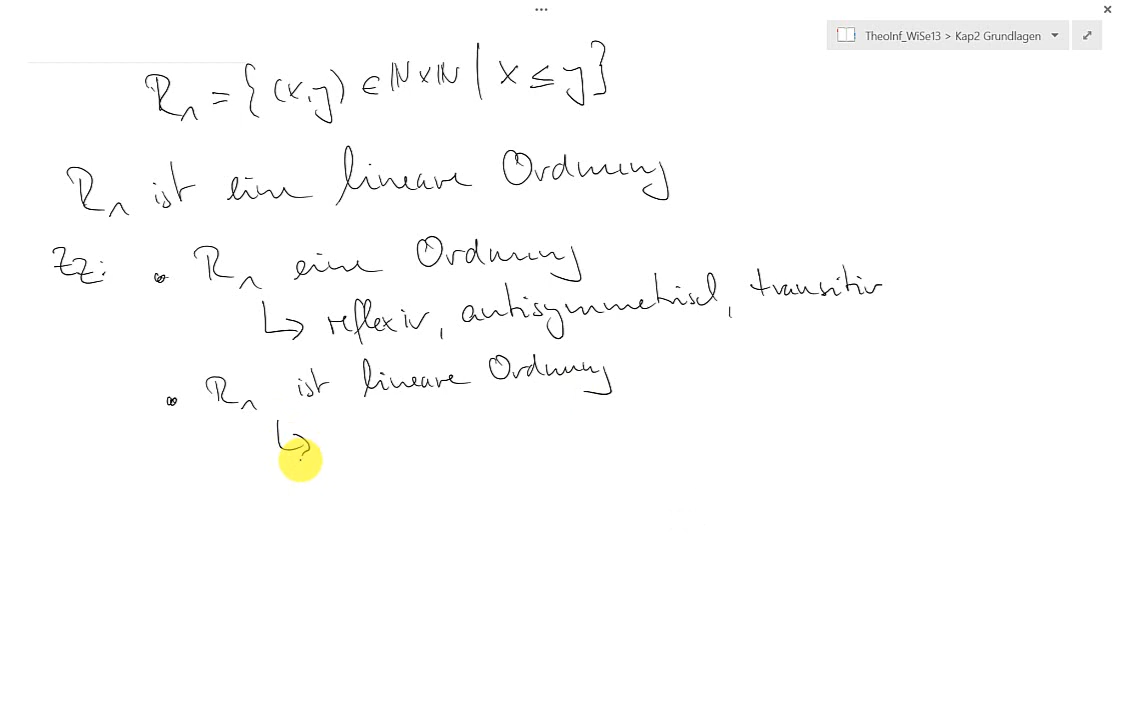 TheoInf_WiSe13 > Kap2 Grundlagen
R₁ = {(x,y) ∈ ℕ×ℕ | x ≤ y}
R₁ ist eine lineare Ordnung
ZZ: • R₁ eine Ordnung
↳ reflexiv, antisymmetrisch, transitiv
• R₁ ist lineare Ordnung
↳